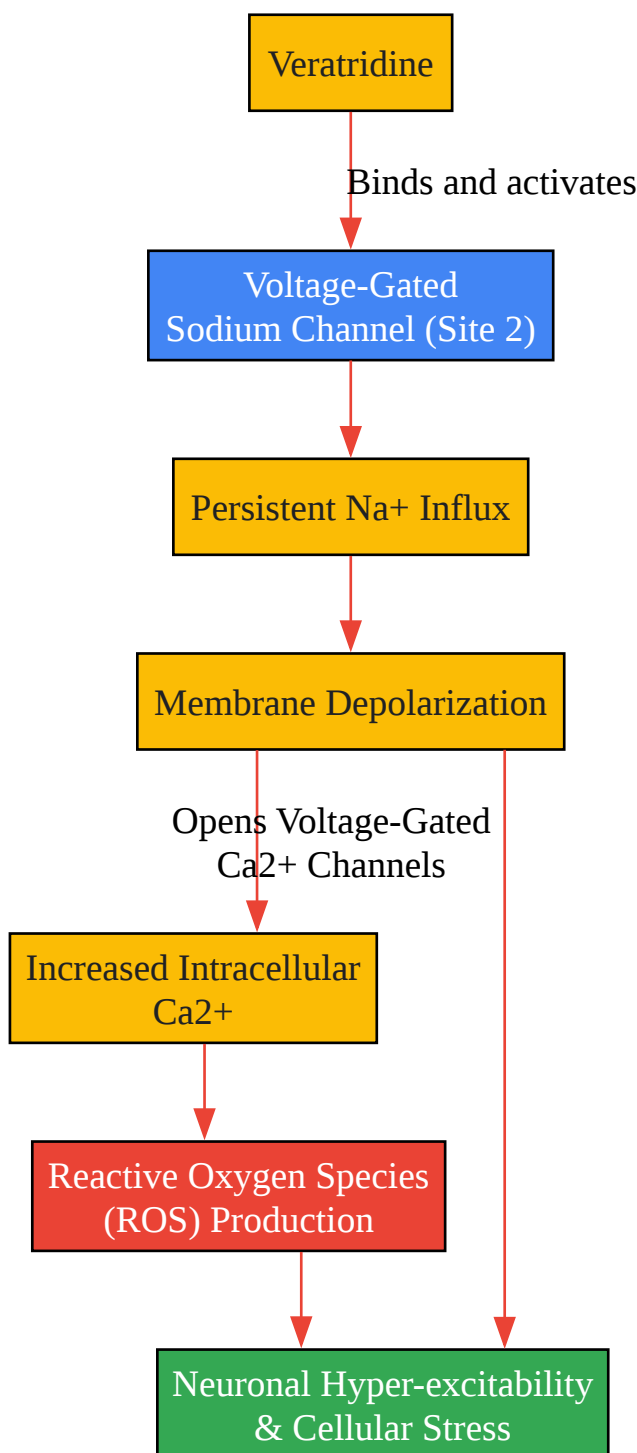 Veratridine
Binds and activates
Voltage-Gated
Sodium Channel (Site 2)
Persistent Na+ Influx
Membrane Depolarization
Opens Voltage-Gated
Ca2+ Channels
Increased Intracellular
Ca2+
Reactive Oxygen Species
(ROS) Production
Neuronal Hyper-excitability
& Cellular Stress